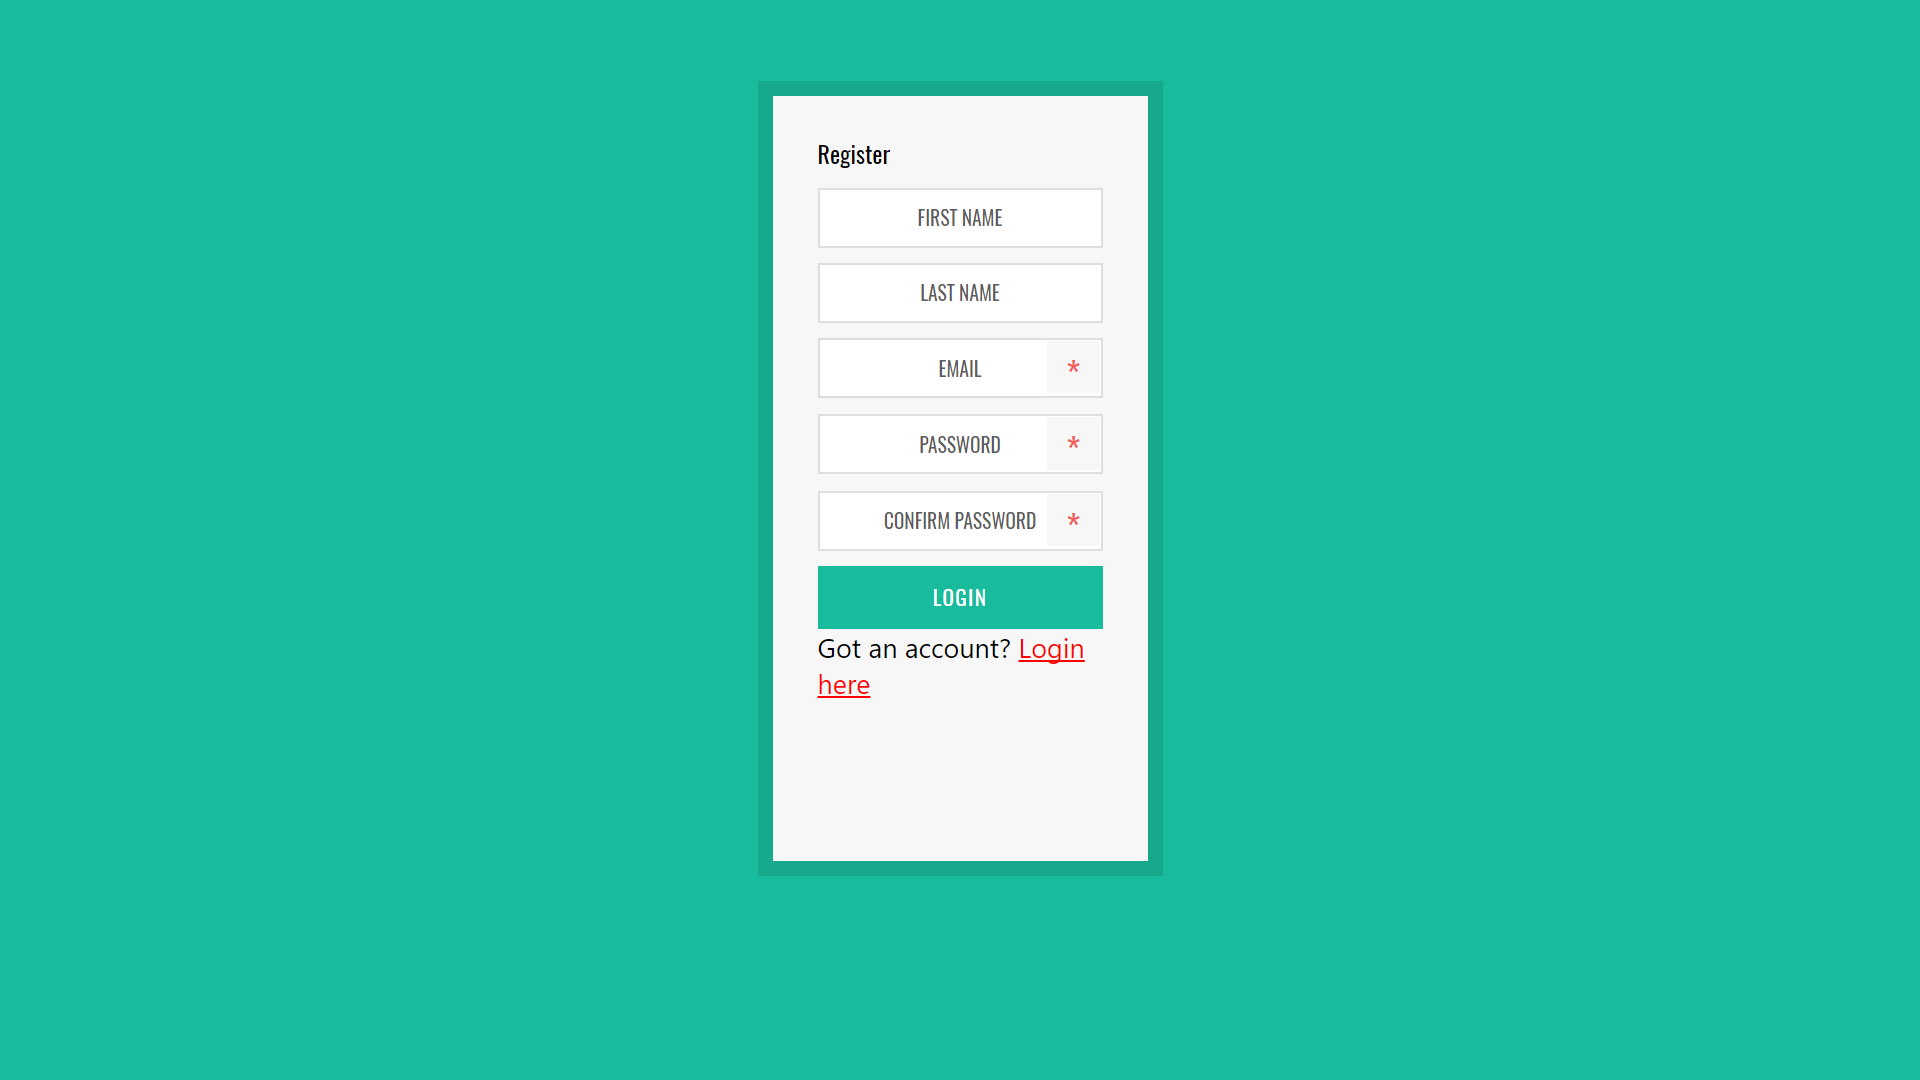 Register
FIRST NAME
LAST NAME
EMAIL *
PASSWORD *
CONFIRM PASSWORD *
LOGIN
Got an account? Login
here